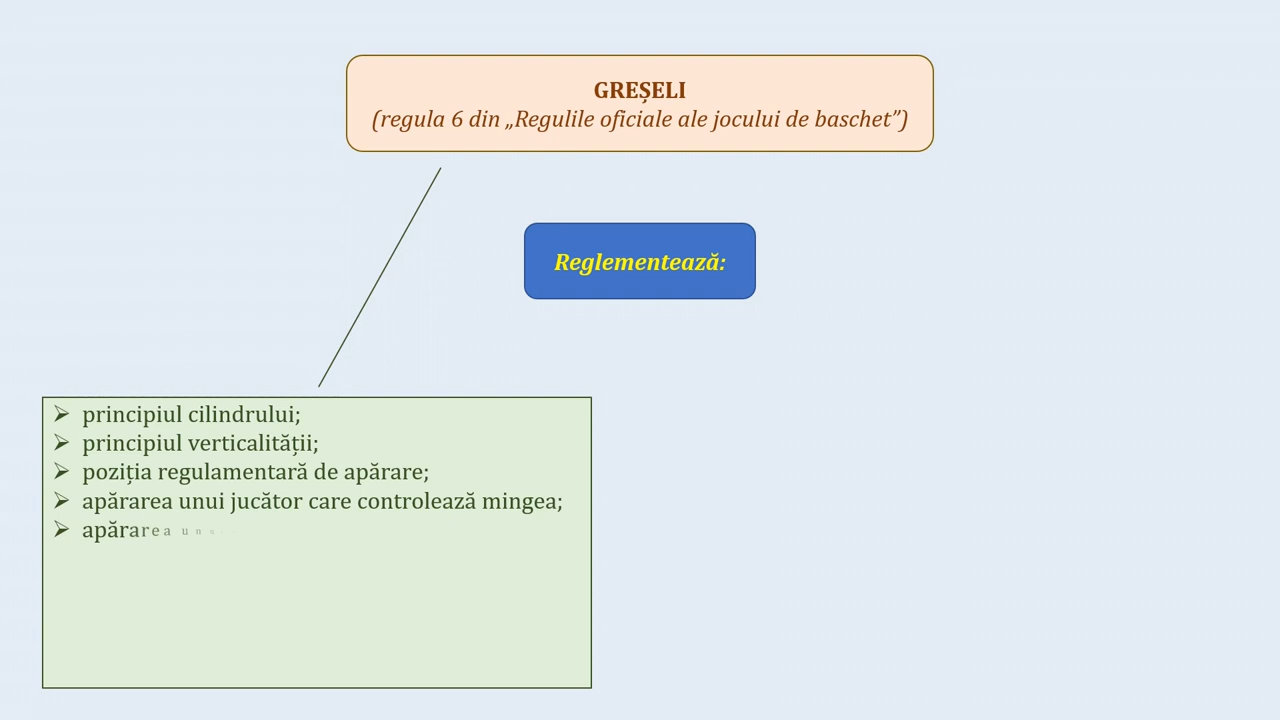 GREȘELI
(regula 6 din „Regulile oficiale ale jocului de baschet”)
Reglementează:
principiul cilindrului;
principiul verticalității;
poziția regulamentară de apărare;
apărarea unui jucător care controlează mingea;
apărarea